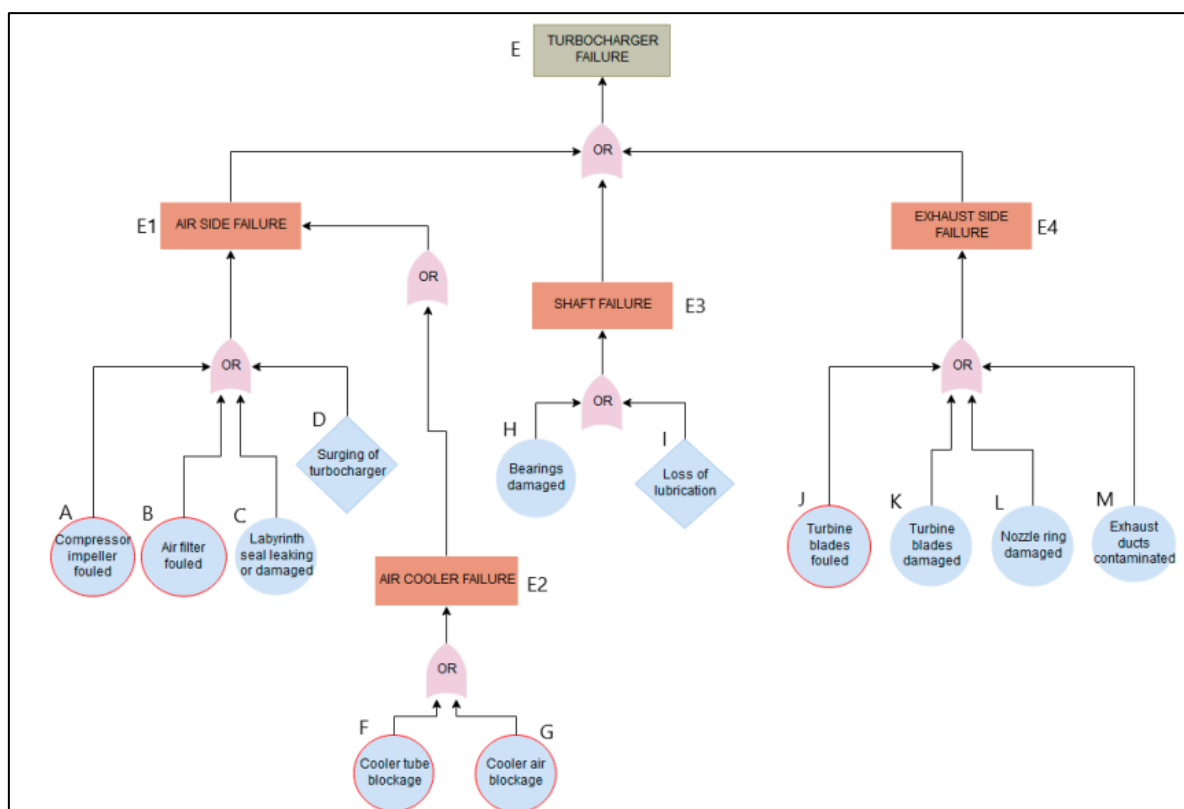 E
TURBOCHARGER
FAILURE
OR
E1
AIR SIDE FAILURE
EXHAUST SIDE
FAILURE
E4
OR
SHAFT FAILURE
E3
OR
OR
OR
D
Surging of
turbocharger
H
Bearings
damaged
I
Loss of
lubrication
A
Compressor
impeller
fouled
B
Air filter
fouled
C
Labyrinth
seal leaking
or damaged
J
Turbine
blades
fouled
K
Turbine
blades
damaged
L
Nozzle ring
damaged
M
Exhaust
ducts
contaminated
AIR COOLER FAILURE
E2
OR
F
Cooler tube
blockage
G
Cooler air
blockage